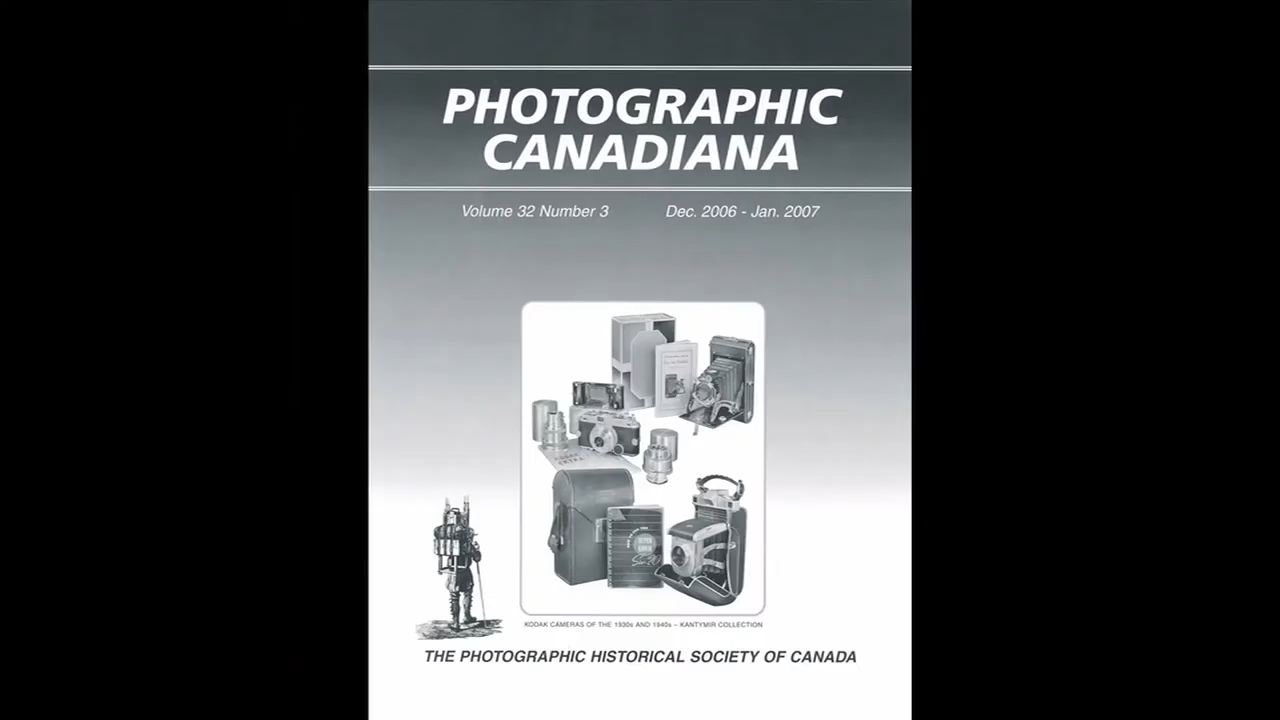 PHOTOGRAPHIC
CANADIANA
Volume 32 Number 3 Dec. 2006 - Jan. 2007
KODAK CAMERAS OF THE 1930s AND 1940s – KANTYMIR COLLECTION
THE PHOTOGRAPHIC HISTORICAL SOCIETY OF CANADA